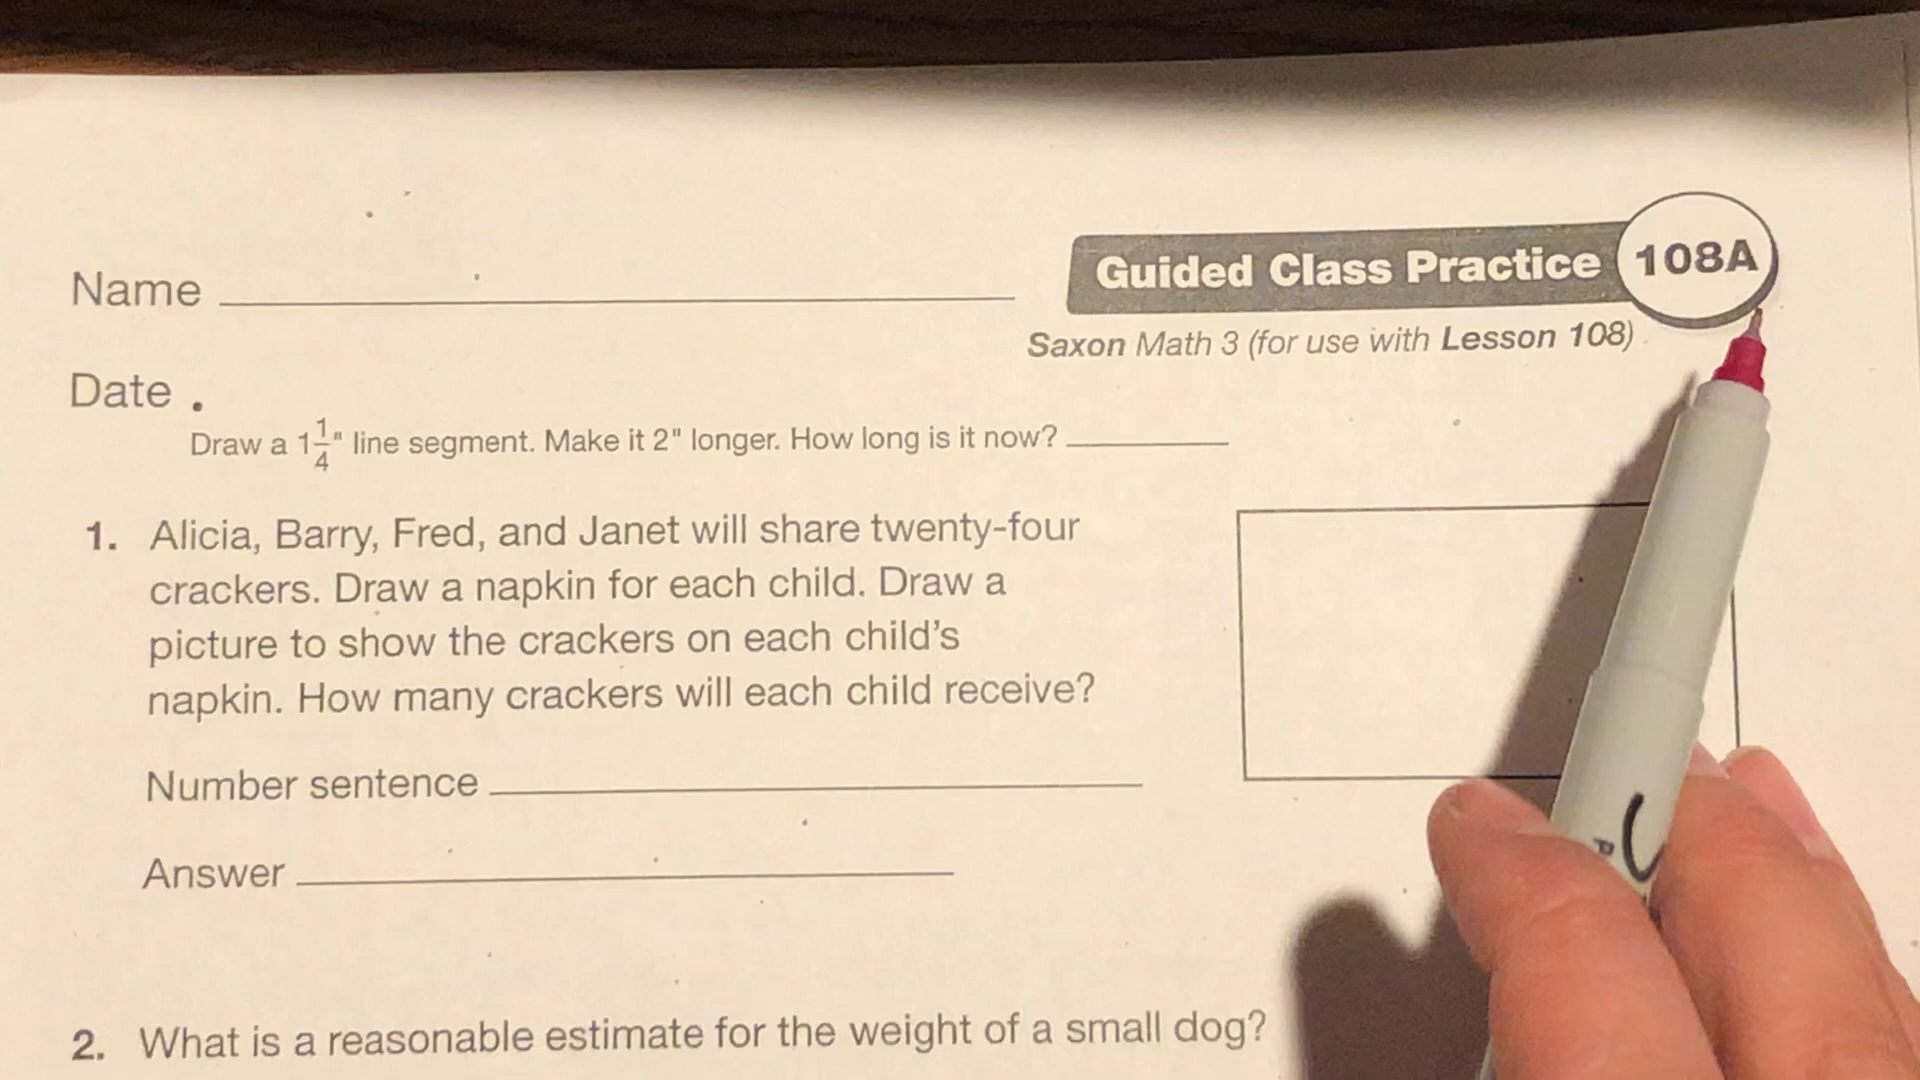 Name
Guided Class Practice 108A
Saxon Math 3 (for use with Lesson 108)
Date
Draw a 1 1/4" line segment. Make it 2" longer. How long is it now?
1. Alicia, Barry, Fred, and Janet will share twenty-four
crackers. Draw a napkin for each child. Draw a
picture to show the crackers on each child's
napkin. How many crackers will each child receive?
Number sentence
Answer
2. What is a reasonable estimate for the weight of a small dog?